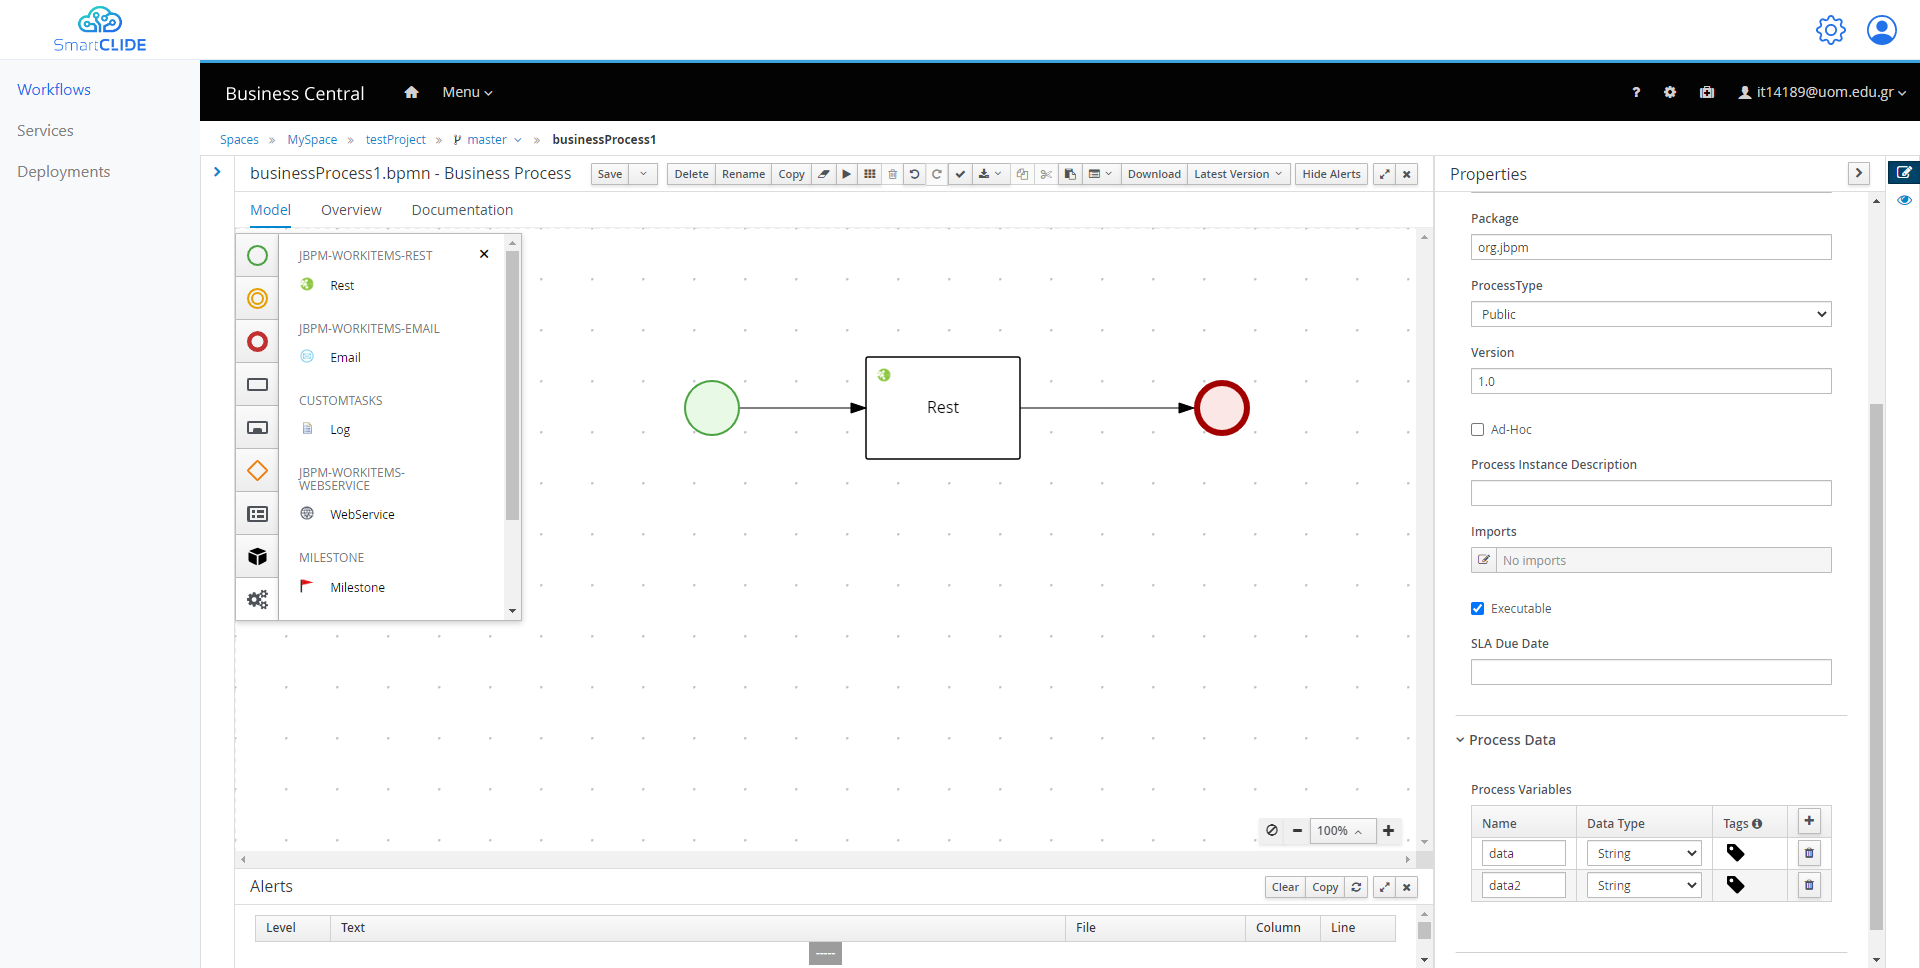 SmartCLIDE
Workflows
Services
Deployments
Business Central
Menu
?
it14189@uom.edu.gr
Spaces » MySpace » testProject » master » businessProcess1
businessProcess1.bpmn - Business Process
Save
Delete
Rename
Copy
Download
Latest Version
Hide Alerts
Model
Overview
Documentation
JBPM-WORKITEMS-REST
Rest
JBPM-WORKITEMS-EMAIL
Email
CUSTOMTASKS
Log
JBPM-WORKITEMS-
WEBSERVICE
WebService
MILESTONE
Milestone
Rest
100%
Alerts
Clear
Copy
Level
Text
File
Column
Line
Properties
Package
org.jbpm
ProcessType
Public
Version
1.0
Ad-Hoc
Process Instance Description
Imports
No imports
Executable
SLA Due Date
Process Data
Process Variables
Name
Data Type
Tags
data
String
data2
String